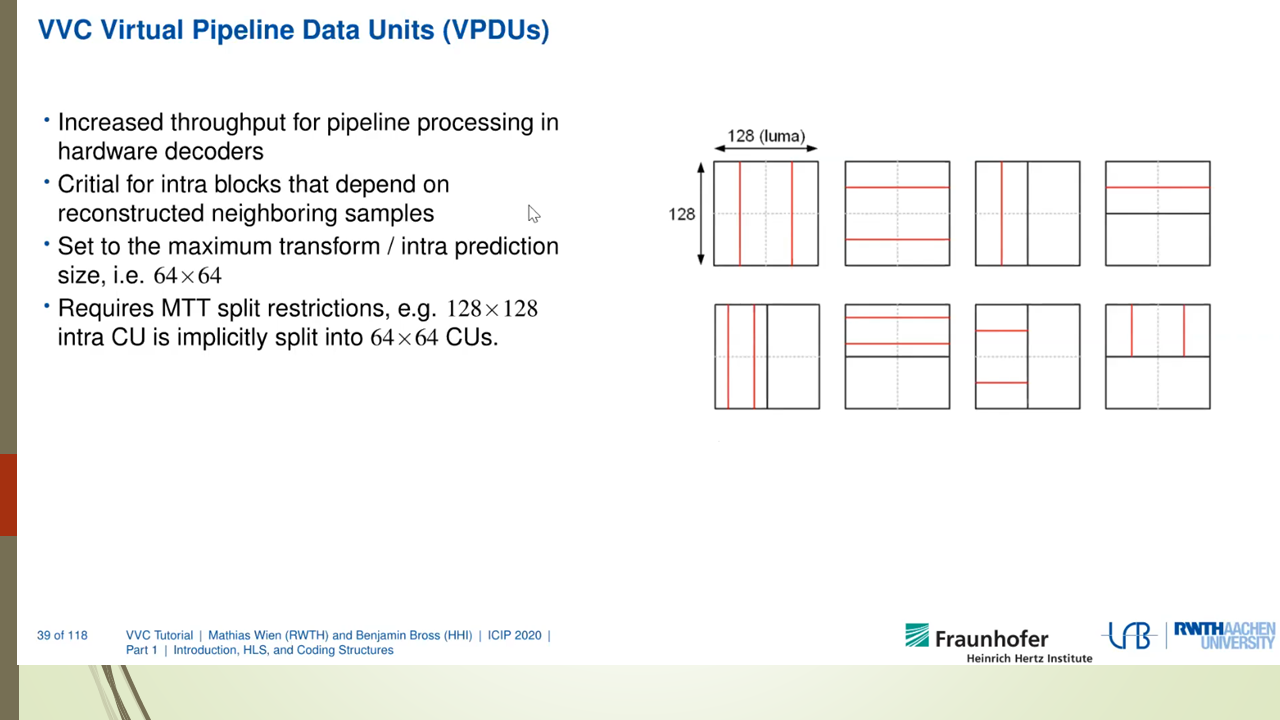 VVC Virtual Pipeline Data Units (VPDUs)
• Increased throughput for pipeline processing in
hardware decoders
• Critial for intra blocks that depend on
reconstructed neighboring samples
• Set to the maximum transform / intra prediction
size, i.e. 64×64
• Requires MTT split restrictions, e.g. 128×128
intra CU is implicitly split into 64×64 CUs.
128 (luma)
128
39 of 118
VVC Tutorial | Mathias Wien (RWTH) and Benjamin Bross (HHI) | ICIP 2020 |
Part 1 | Introduction, HLS, and Coding Structures
Fraunhofer
Heinrich Hertz Institute
RWTH AACHEN
UNIVERSITY